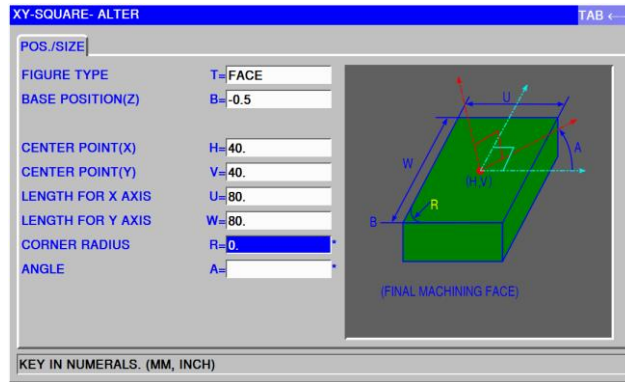 XY-SQUARE- ALTER
TAB ←
POS./SIZE
FIGURE TYPE T= FACE
BASE POSITION(Z) B= -0.5
CENTER POINT(X) H= 40.
CENTER POINT(Y) V= 40.
LENGTH FOR X AXIS U= 80.
LENGTH FOR Y AXIS W= 80.
CORNER RADIUS R= 0. *
ANGLE A= *
U
W
A
(H,V)
R
B
(FINAL MACHINING FACE)
KEY IN NUMERALS. (MM, INCH)